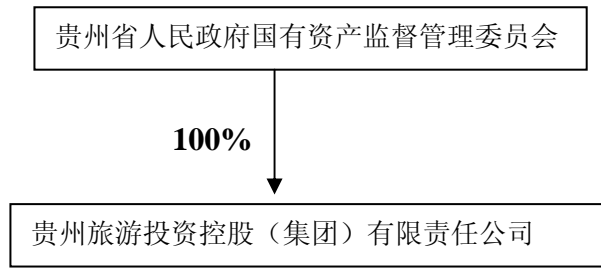 贵州省人民政府国有资产监督管理委员会
100%
贵州旅游投资控股（集团）有限责任公司